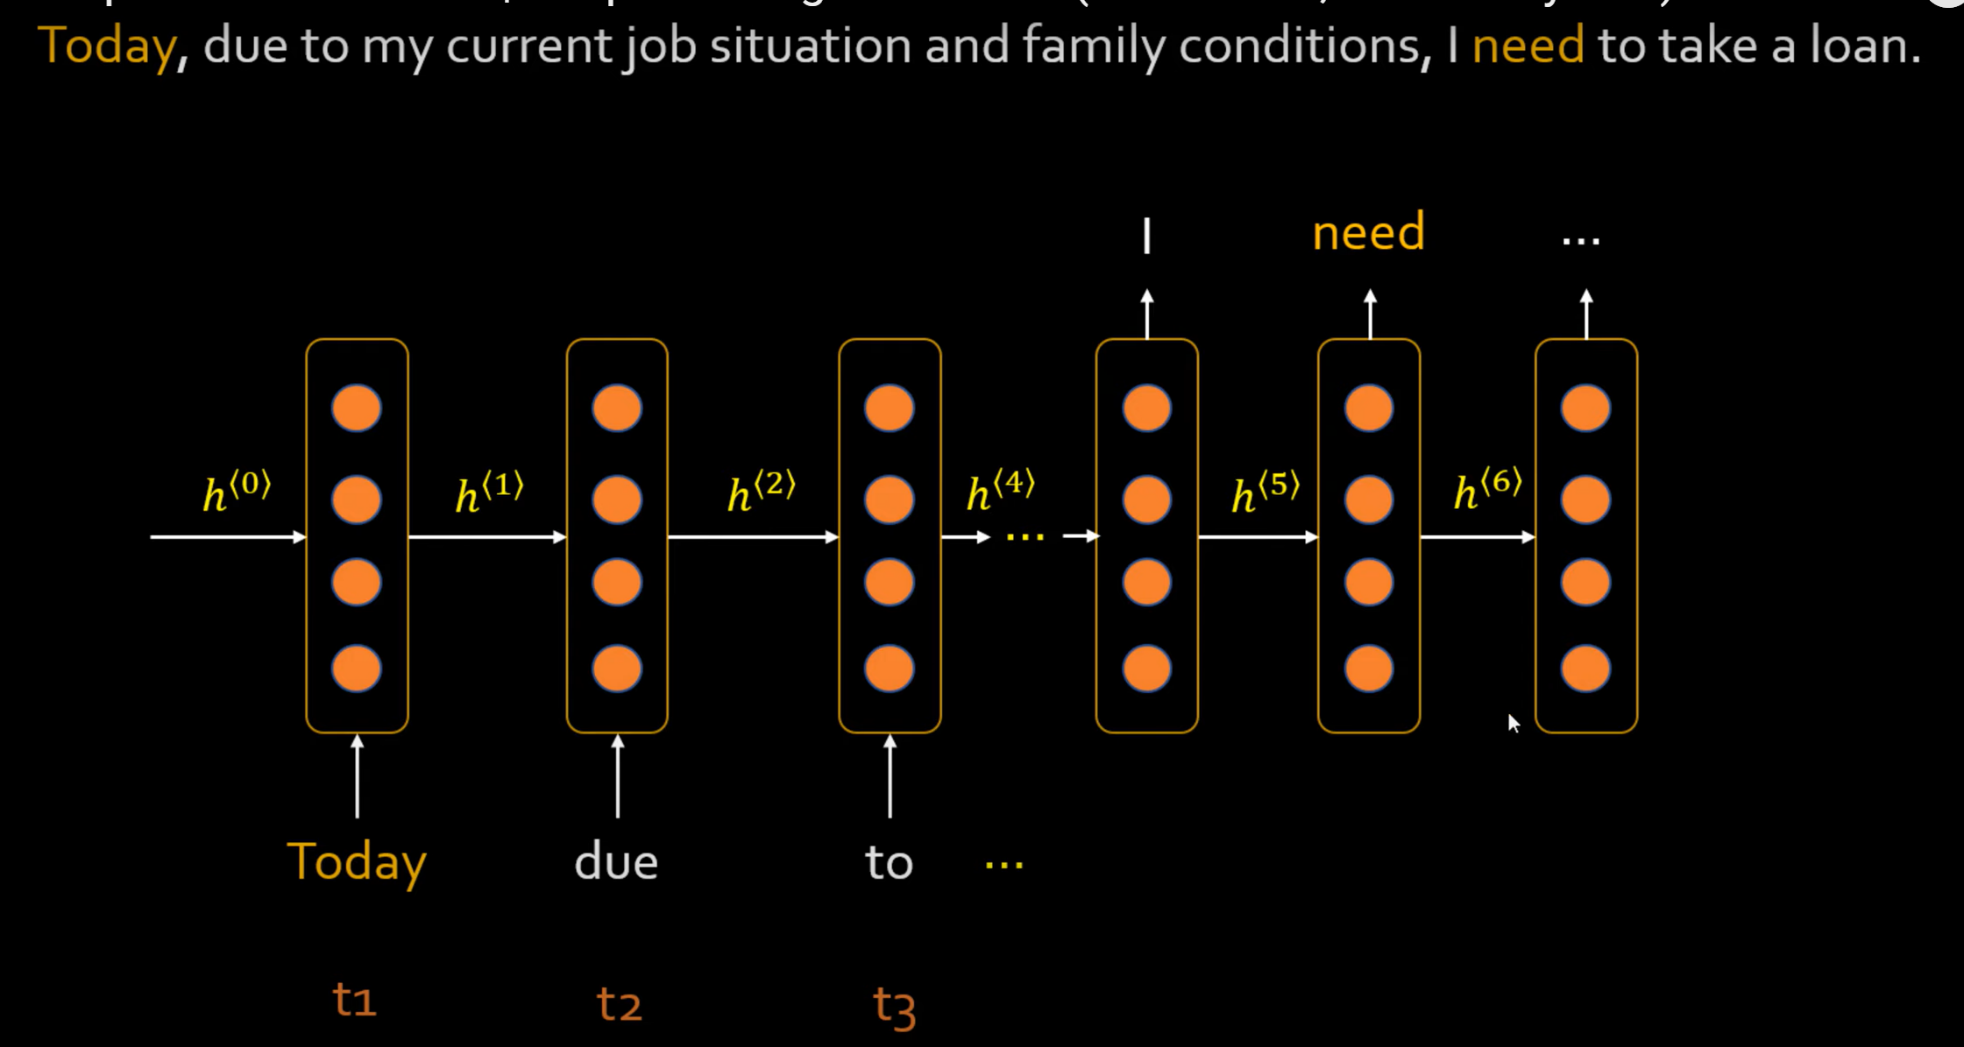 Today, due to my current job situation and family conditions, I need to take a loan.
I need ...
h⟨0⟩ h⟨1⟩ h⟨2⟩ h⟨4⟩ h⟨5⟩ h⟨6⟩
...
Today due to ...
t1 t2 t3